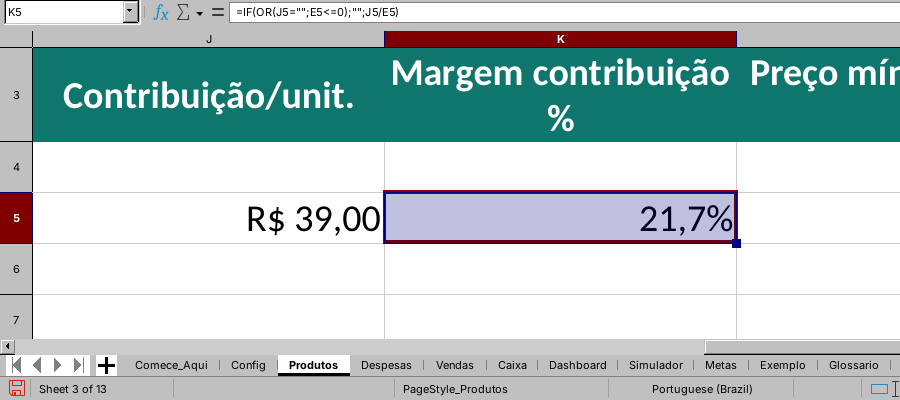 K5
fx Σ = =IF(OR(J5="";E5<=0);"";J5/E5)
J K
3 Contribuição/unit. Margem contribuição % Preço mín
4
5 R$ 39,00 21,7%
6
7
Comece_Aqui Config Produtos Despesas Vendas Caixa Dashboard Simulador Metas Exemplo Glossario
Sheet 3 of 13 PageStyle_Produtos Portuguese (Brazil)